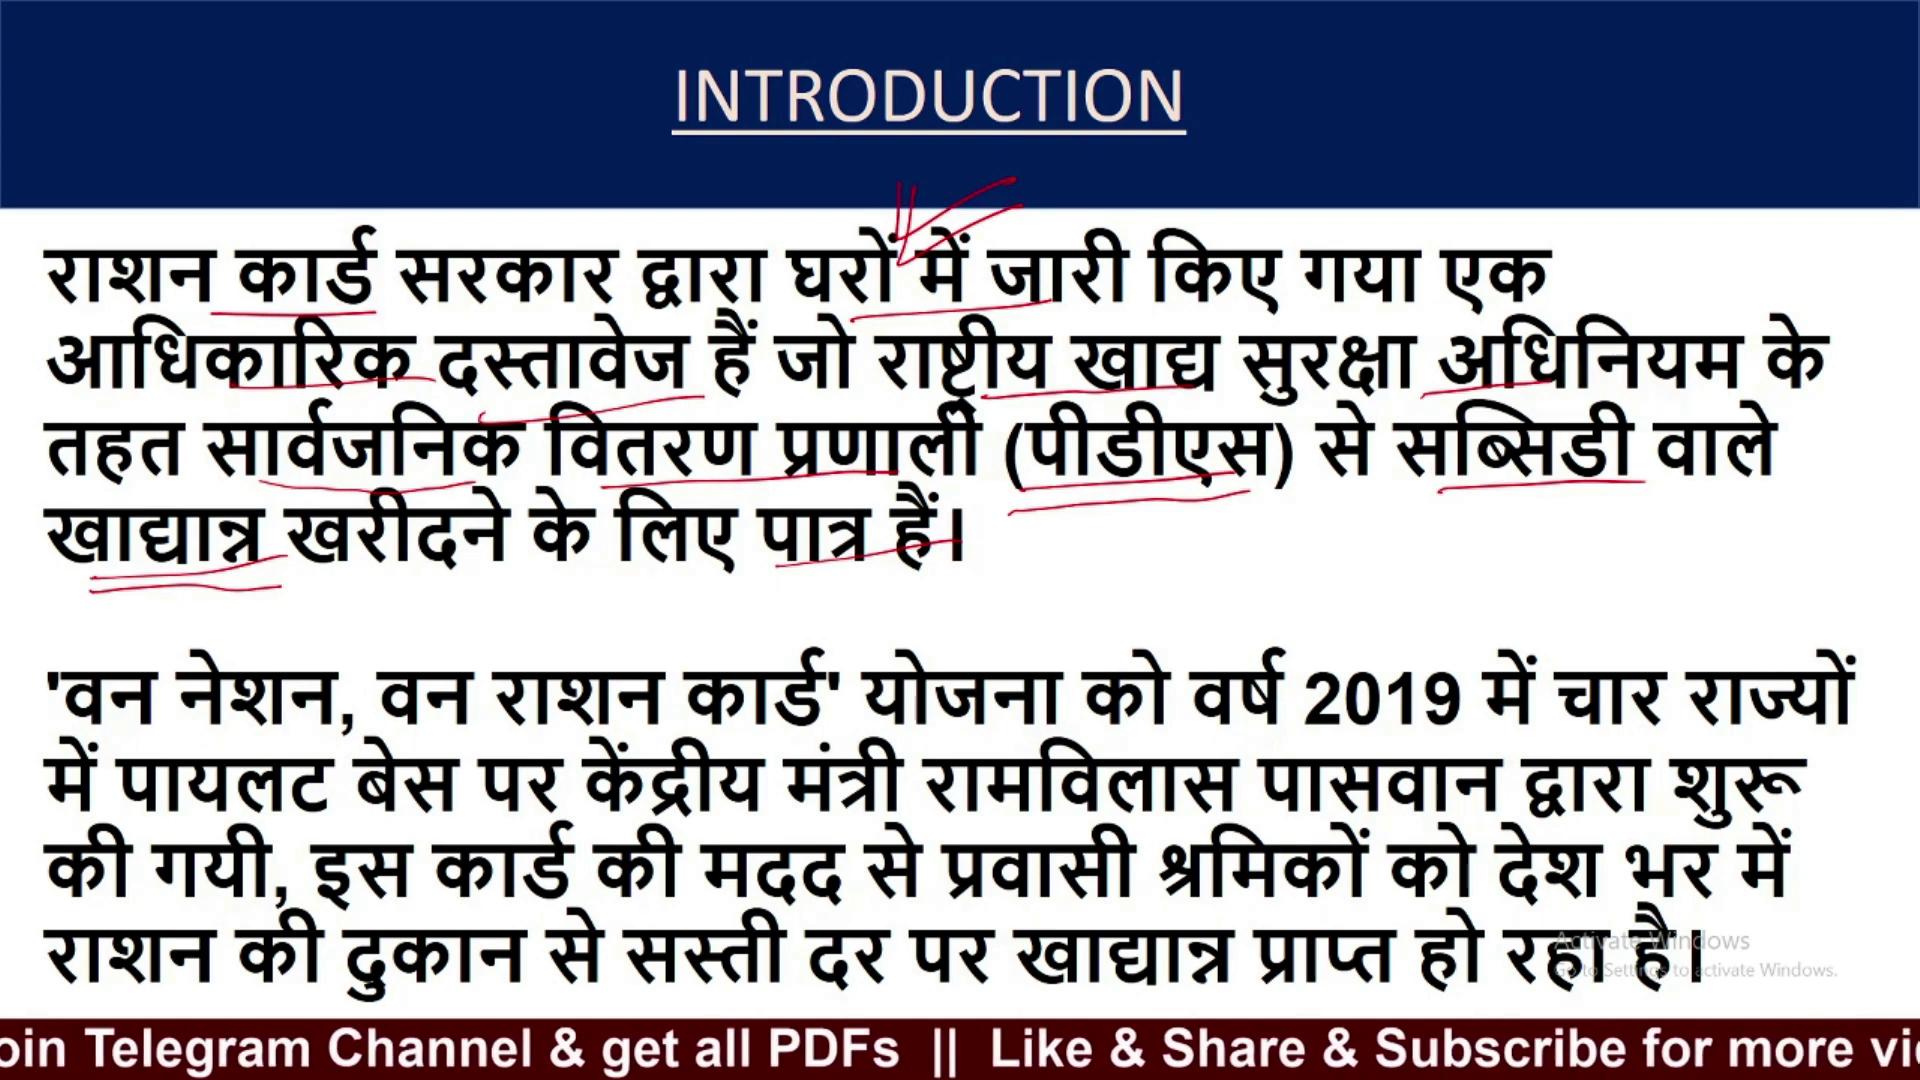 INTRODUCTION
राशन कार्ड सरकार द्वारा घरों में जारी किए गया एक
आधिकारिक दस्तावेज हैं जो राष्ट्रीय खाद्य सुरक्षा अधिनियम के
तहत सार्वजनिक वितरण प्रणाली (पीडीएस) से सब्सिडी वाले
खाद्यान्न खरीदने के लिए पात्र हैं।
'वन नेशन, वन राशन कार्ड' योजना को वर्ष 2019 में चार राज्यों
में पायलट बेस पर केंद्रीय मंत्री रामविलास पासवान द्वारा शुरू
की गयी, इस कार्ड की मदद से प्रवासी श्रमिकों को देश भर में
राशन की दुकान से सस्ती दर पर खाद्यान्न प्राप्त हो रहा है।
Activate Windows
Go to Settings to activate Windows.
oin Telegram Channel & get all PDFs || Like & Share & Subscribe for more vi